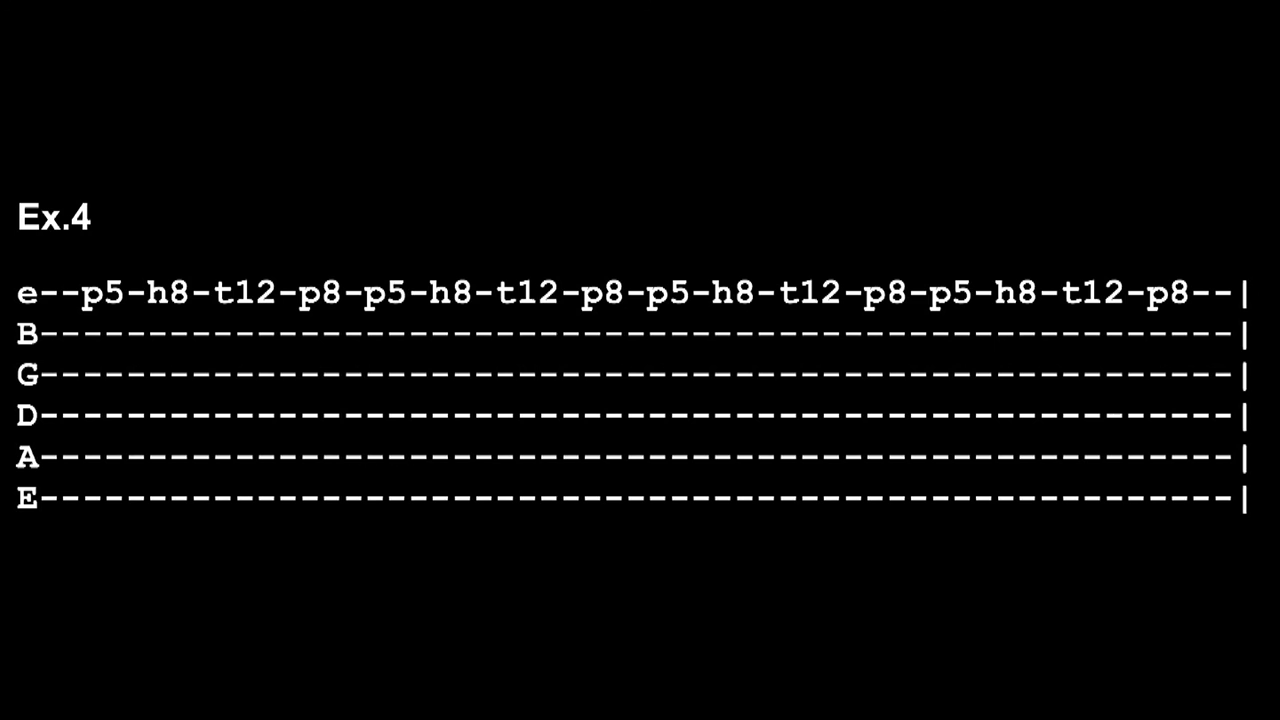 Ex.4
e--p5-h8-t12-p8-p5-h8-t12-p8-p5-h8-t12-p8-p5-h8-t12-p8--|
B-------------------------------------------------------|
G-------------------------------------------------------|
D-------------------------------------------------------|
A-------------------------------------------------------|
E-------------------------------------------------------|